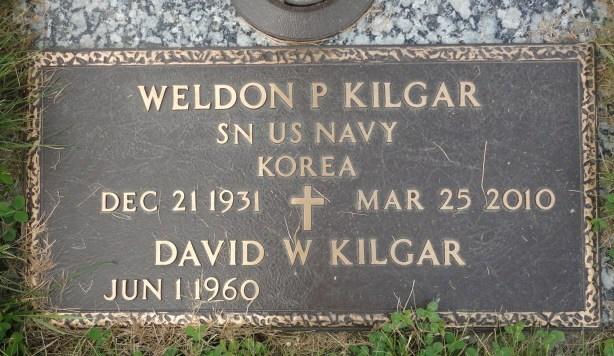 WELDON P KILGAR
SN US NAVY
KOREA
DEC 21 1931 MAR 25 2010
DAVID W KILGAR
JUN 1 1960